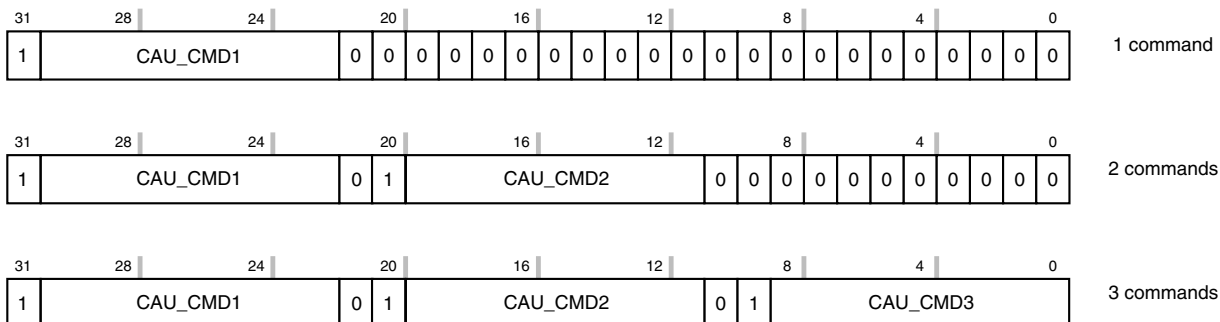 31 28 24 20 16 12 8 4 0
1 CAU_CMD1 0 0 0 0 0 0 0 0 0 0 0 0 0 0 0 0 0 0 0 0 0 0 1 command
31 28 24 20 16 12 8 4 0
1 CAU_CMD1 0 1 CAU_CMD2 0 0 0 0 0 0 0 0 0 0 0 2 commands
31 28 24 20 16 12 8 4 0
1 CAU_CMD1 0 1 CAU_CMD2 0 1 CAU_CMD3 3 commands